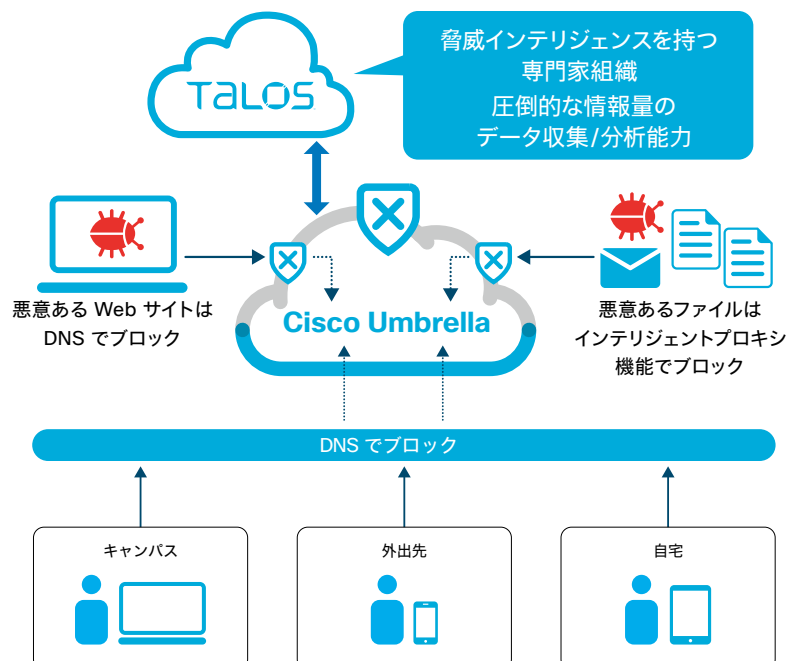 TALOS
脅威インテリジェンスを持つ
専門家組織
圧倒的な情報量の
データ収集/分析能力
悪意ある Web サイトは
DNS でブロック
Cisco Umbrella
悪意あるファイルは
インテリジェントプロキシ
機能でブロック
DNS でブロック
キャンパス
外出先
自宅